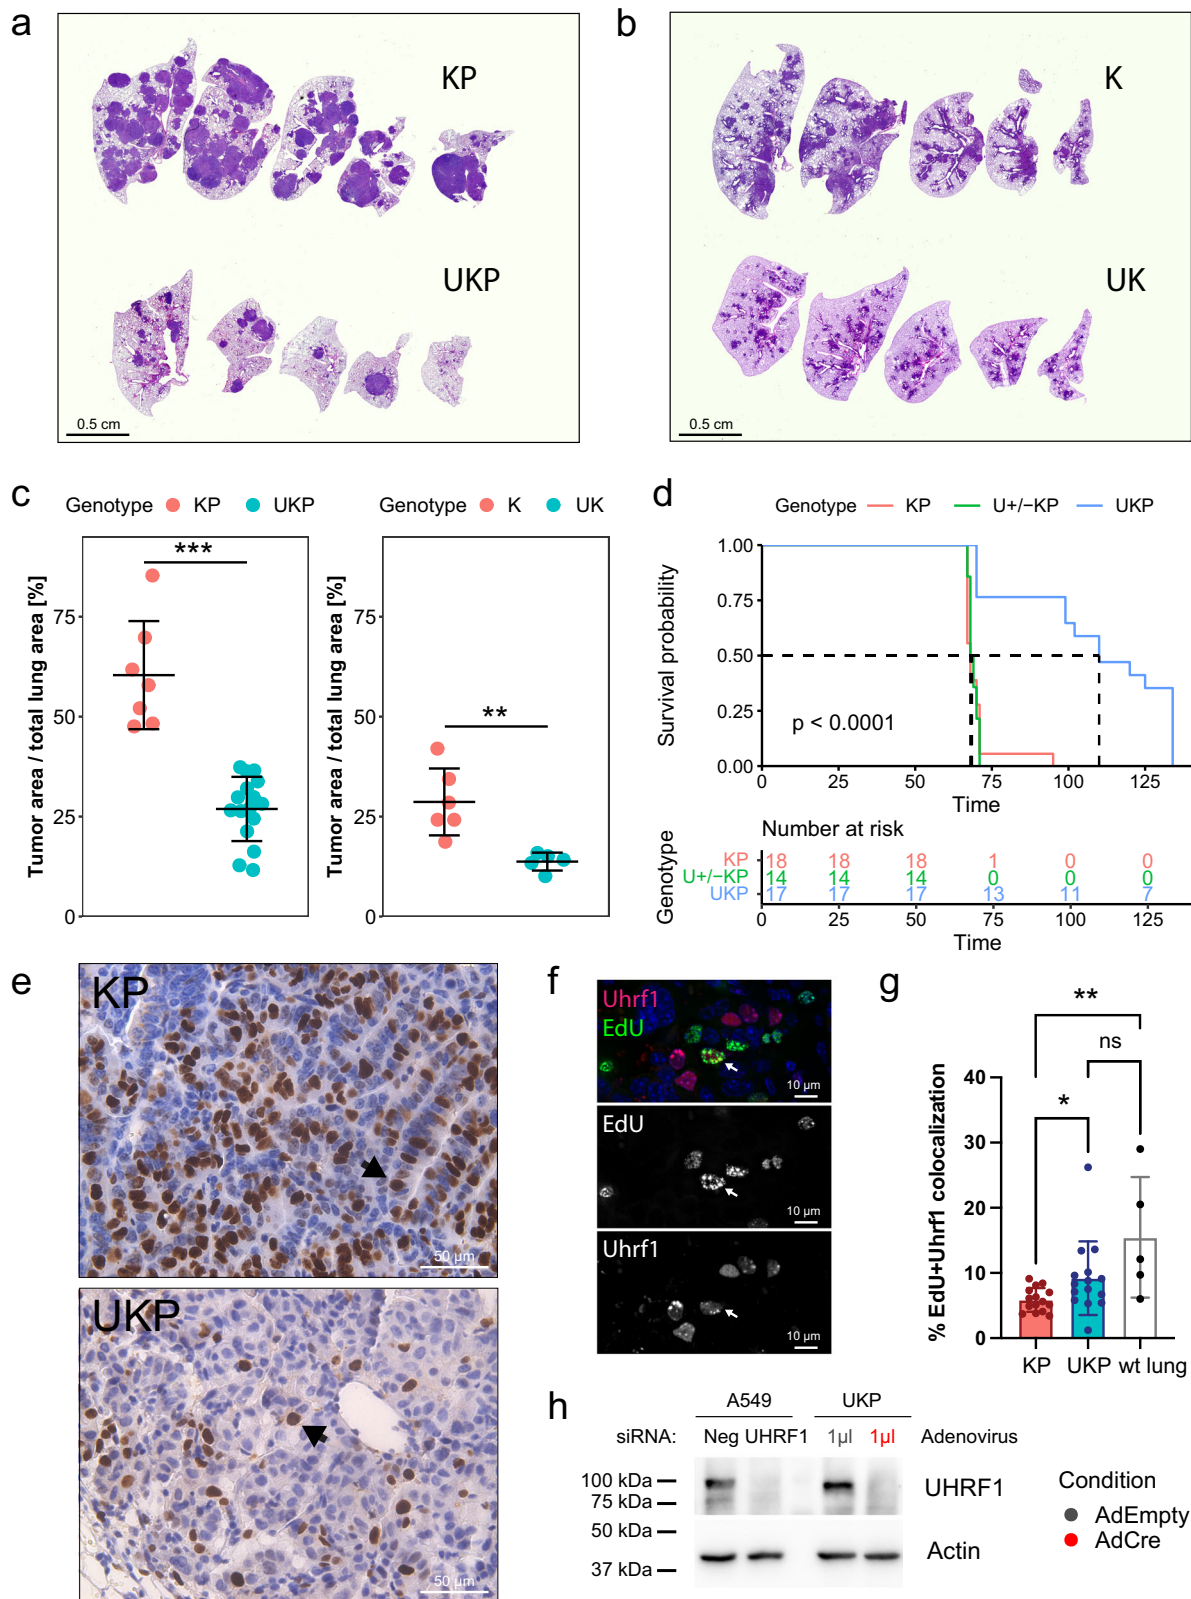 a
KP
UKP
0.5 cm
b
K
UK
0.5 cm
c
Genotype KP UKP
Genotype K UK
Tumor area / total lung area [%]
75
50
25
0
***
Tumor area / total lung area [%]
75
50
25
0
**
d
Genotype KP U+/−KP UKP
Survival probability
1.00
0.75
0.50
0.25
0.00
p < 0.0001
0 25 50 75 100 125
Time
Number at risk
Genotype
KP 18 18 18 1 0 0
U+/−KP 14 14 14 0 0 0
UKP 17 17 17 13 11 7
0 25 50 75 100 125
Time
e
KP
50 µm
UKP
50 µm
f
Uhrf1
EdU
10 µm
EdU
10 µm
Uhrf1
10 µm
g
% EdU+Uhrf1 colocalization
40
30
20
10
0
**
ns
*
KP UKP wt lung
h
A549 UKP
siRNA: Neg UHRF1 1µl 1µl Adenovirus
100 kDa
75 kDa
50 kDa
37 kDa
UHRF1
Actin
Condition
AdEmpty
AdCre